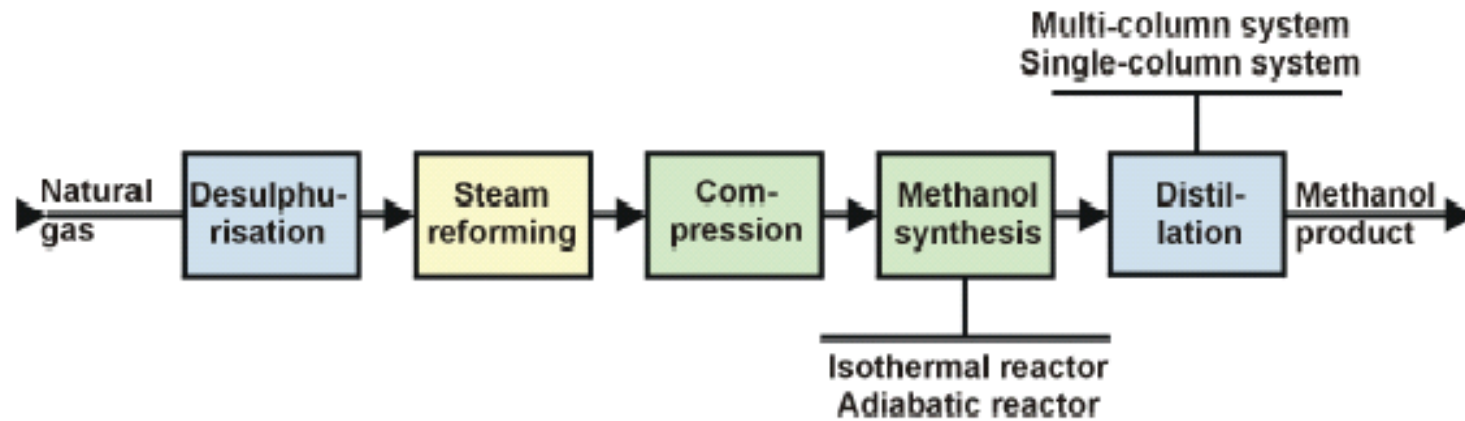 Multi-column system
Single-column system
Natural
gas
Desulphu-
risation
Steam
reforming
Com-
pression
Methanol
synthesis
Distil-
lation
Methanol
product
Isothermal reactor
Adiabatic reactor